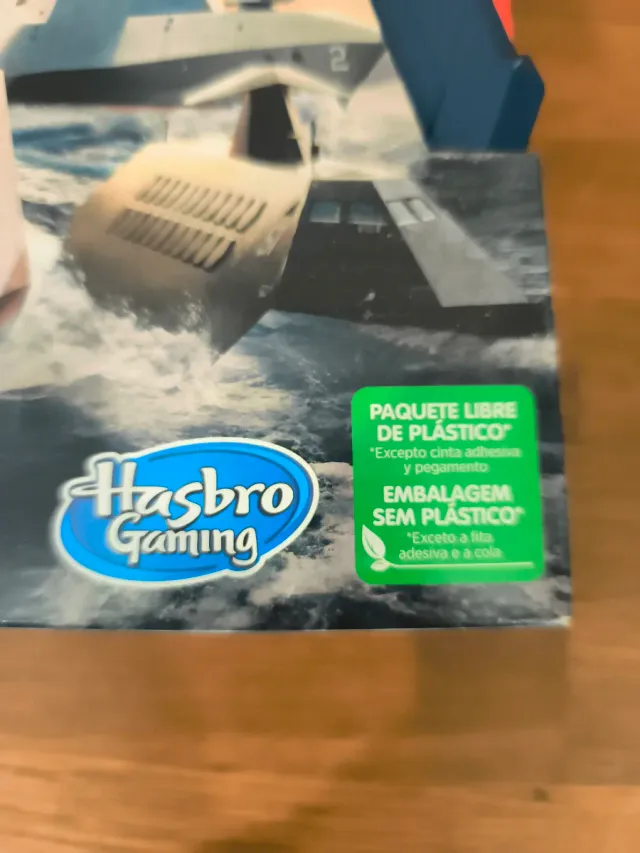 2
PAQUETE LIBRE
DE PLÁSTICO*
*Excepto cinta adhesiva
y pegamento
EMBALAGEM
SEM PLÁSTICO*
*Exceto a fita
adesiva e a cola.
Hasbro
Gaming